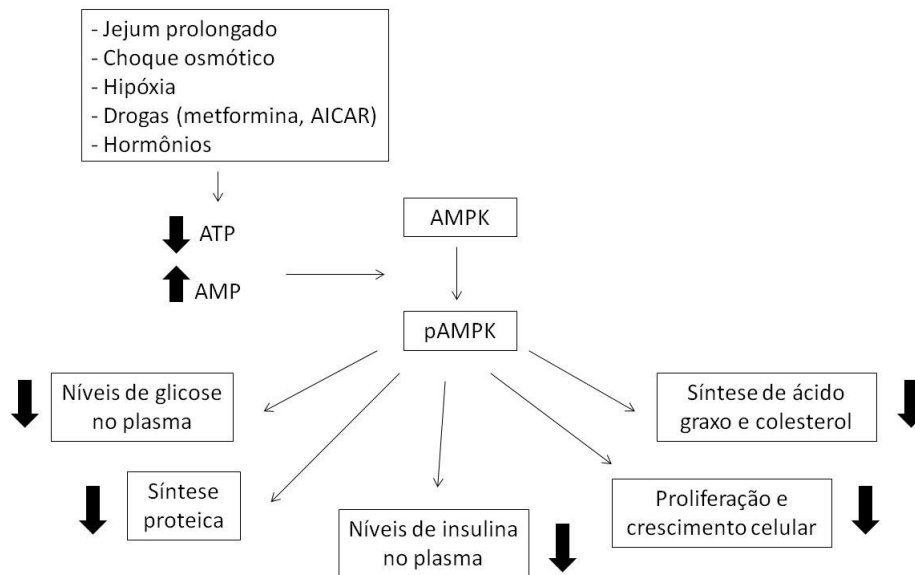 - Jejum prolongado
- Choque osmótico
- Hipóxia
- Drogas (metformina, AICAR)
- Hormônios
ATP
AMP
AMPK
pAMPK
Níveis de glicose
no plasma
Síntese
proteica
Níveis de insulina
no plasma
Proliferação e
crescimento celular
Síntese de ácido
graxo e colesterol